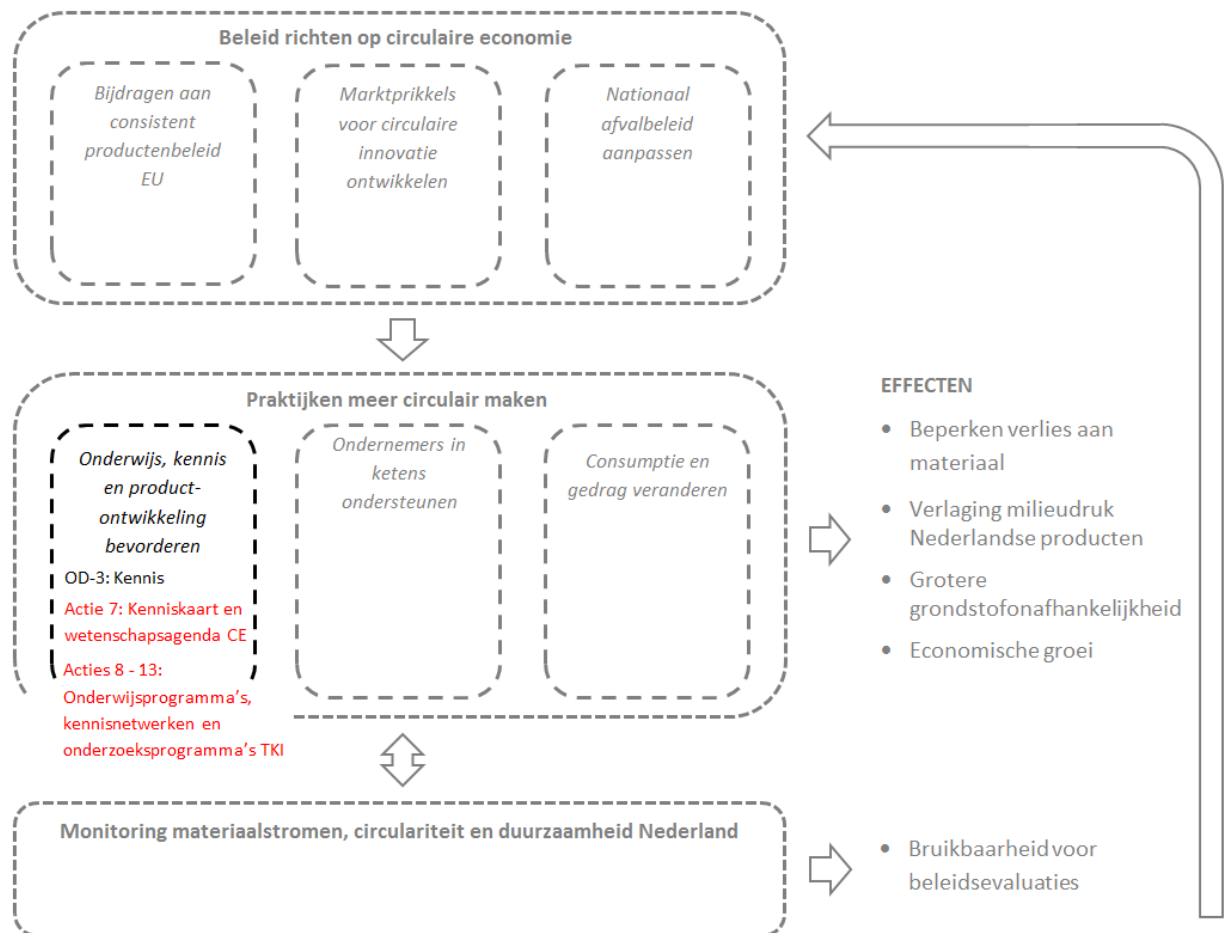 Beleid richten op circulaire economie
Bijdragen aan
consistent
productenbeleid
EU
Marktprikkels
voor circulaire
innovatie
ontwikkelen
Nationaal
afvalbeleid
aanpassen
Praktijken meer circulair maken
Onderwijs, kennis
en product-
ontwikkeling
bevorderen
OD-3: Kennis
Actie 7: Kenniskaart en
wetenschapsagenda CE
Acties 8 - 13:
Onderwijsprogramma's,
kennisnetwerken en
onderzoeksprogramma's TKI
Ondernemers in
ketens
ondersteunen
Consumptie en
gedrag veranderen
EFFECTEN
• Beperken verlies aan
materiaal
• Verlaging milieudruk
Nederlandse producten
• Grotere
grondstofonafhankelijkheid
• Economische groei
Monitoring materiaalstromen, circulariteit en duurzaamheid Nederland
• Bruikbaarheid voor
beleidsevaluaties